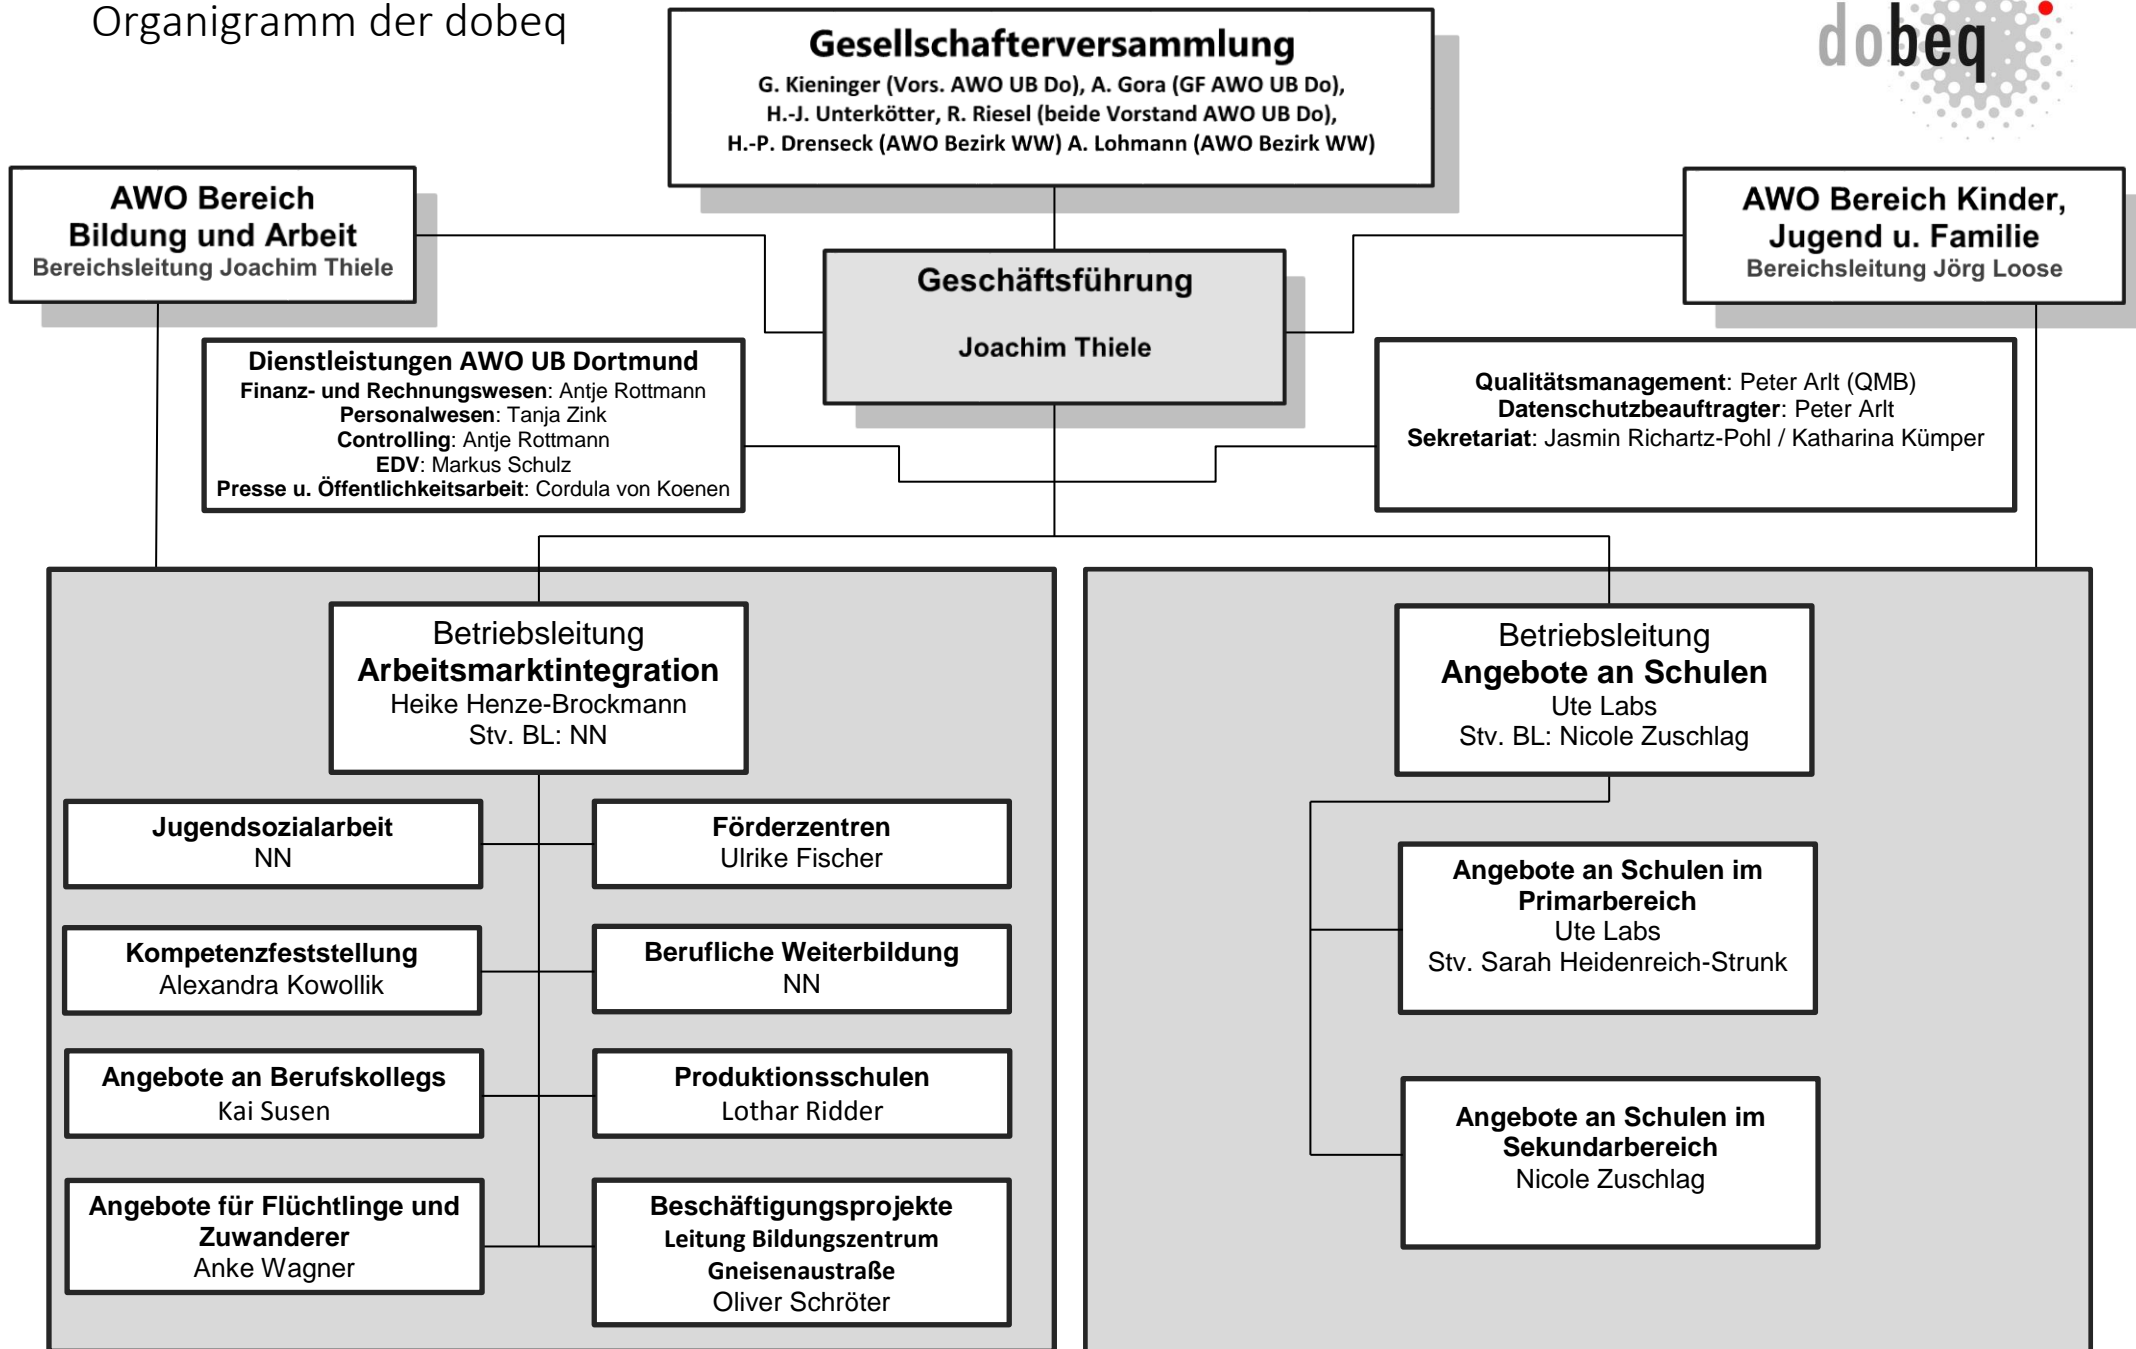 Organigramm der dobeq
dobeq
Gesellschafterversammlung
G. Kieninger (Vors. AWO UB Do), A. Gora (GF AWO UB Do),
H.-J. Unterkötter, R. Riesel (beide Vorstand AWO UB Do),
H.-P. Drenseck (AWO Bezirk WW) A. Lohmann (AWO Bezirk WW)
AWO Bereich
Bildung und Arbeit
Bereichsleitung Joachim Thiele
Geschäftsführung
Joachim Thiele
AWO Bereich Kinder,
Jugend u. Familie
Bereichsleitung Jörg Loose
Dienstleistungen AWO UB Dortmund
Finanz- und Rechnungswesen: Antje Rottmann
Personalwesen: Tanja Zink
Controlling: Antje Rottmann
EDV: Markus Schulz
Presse u. Öffentlichkeitsarbeit: Cordula von Koenen
Qualitätsmanagement: Peter Arlt (QMB)
Datenschutzbeauftragter: Peter Arlt
Sekretariat: Jasmin Richartz-Pohl / Katharina Kümper
Betriebsleitung
Arbeitsmarktintegration
Heike Henze-Brockmann
Stv. BL: NN
Jugendsozialarbeit
NN
Förderzentren
Ulrike Fischer
Kompetenzfeststellung
Alexandra Kowollik
Berufliche Weiterbildung
NN
Angebote an Berufskollegs
Kai Susen
Produktionsschulen
Lothar Ridder
Angebote für Flüchtlinge und
Zuwanderer
Anke Wagner
Beschäftigungsprojekte
Leitung Bildungszentrum
Gneisenaustraße
Oliver Schröter
Betriebsleitung
Angebote an Schulen
Ute Labs
Stv. BL: Nicole Zuschlag
Angebote an Schulen im
Primarbereich
Ute Labs
Stv. Sarah Heidenreich-Strunk
Angebote an Schulen im
Sekundarbereich
Nicole Zuschlag